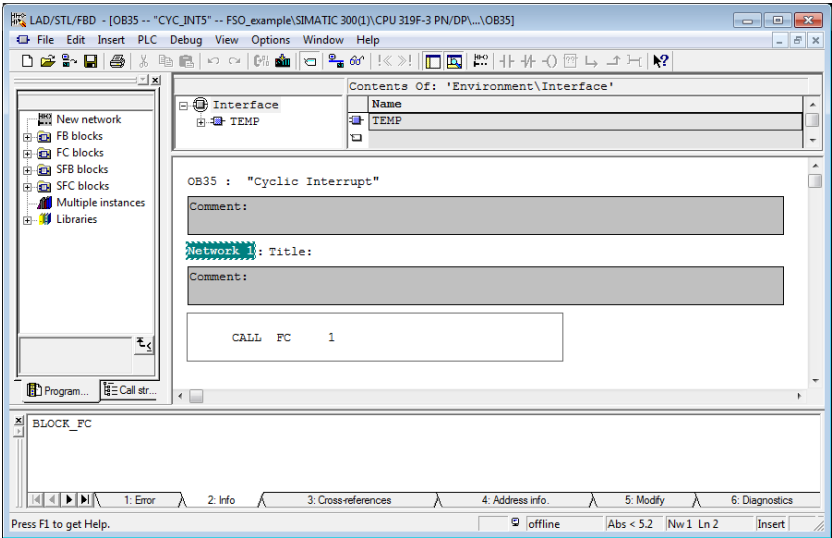 LAD/STL/FBD - [OB35 -- "CYC_INT5" -- FSO_example\SIMATIC 300(1)\CPU 319F-3 PN/DP\...\OB35]
File Edit Insert PLC Debug View Options Window Help
Contents Of: 'Environment\Interface'
Interface
TEMP
Name
TEMP
New network
FB blocks
FC blocks
SFB blocks
SFC blocks
Multiple instances
Libraries
Program... Call str...
OB35 : "Cyclic Interrupt"
Comment:
Network 1: Title:
Comment:
CALL FC 1
BLOCK_FC
1: Error 2: Info 3: Cross-references 4: Address info. 5: Modify 6: Diagnostics
Press F1 to get Help. offline Abs < 5.2 Nw 1 Ln 2 Insert